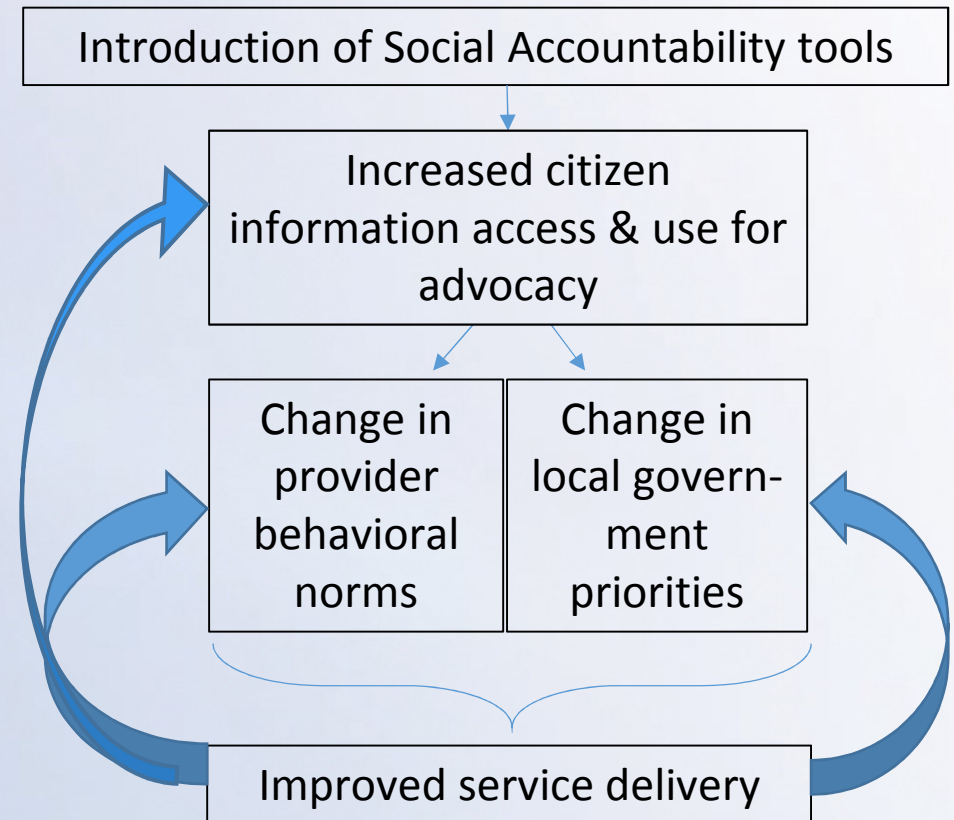 Introduction of Social Accountability tools
Increased citizen
information access & use for
advocacy
Change in
provider
behavioral
norms
Change in
local govern-
ment
priorities
Improved service delivery